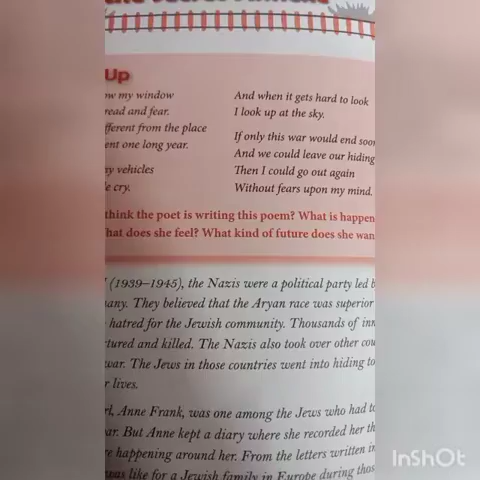 the Secret Annexe
Up
ow my window
read and fear.
fferent from the place
ent one long year.
ny vehicles
le cry.
And when it gets hard to look
I look up at the sky.
If only this war would end soon
And we could leave our hiding
Then I could go out again
Without fears upon my mind.
think the poet is writing this poem? What is happen
hat does she feel? What kind of future does she wan
(1939–1945), the Nazis were a political party led b
any. They believed that the Aryan race was superior
hatred for the Jewish community. Thousands of inn
tured and killed. The Nazis also took over other cou
war. The Jews in those countries went into hiding to
r lives.
rl, Anne Frank, was one among the Jews who had to
ar. But Anne kept a diary where she recorded her th
re happening around her. From the letters written in
was like for a Jewish family in Europe during thos
InShOt